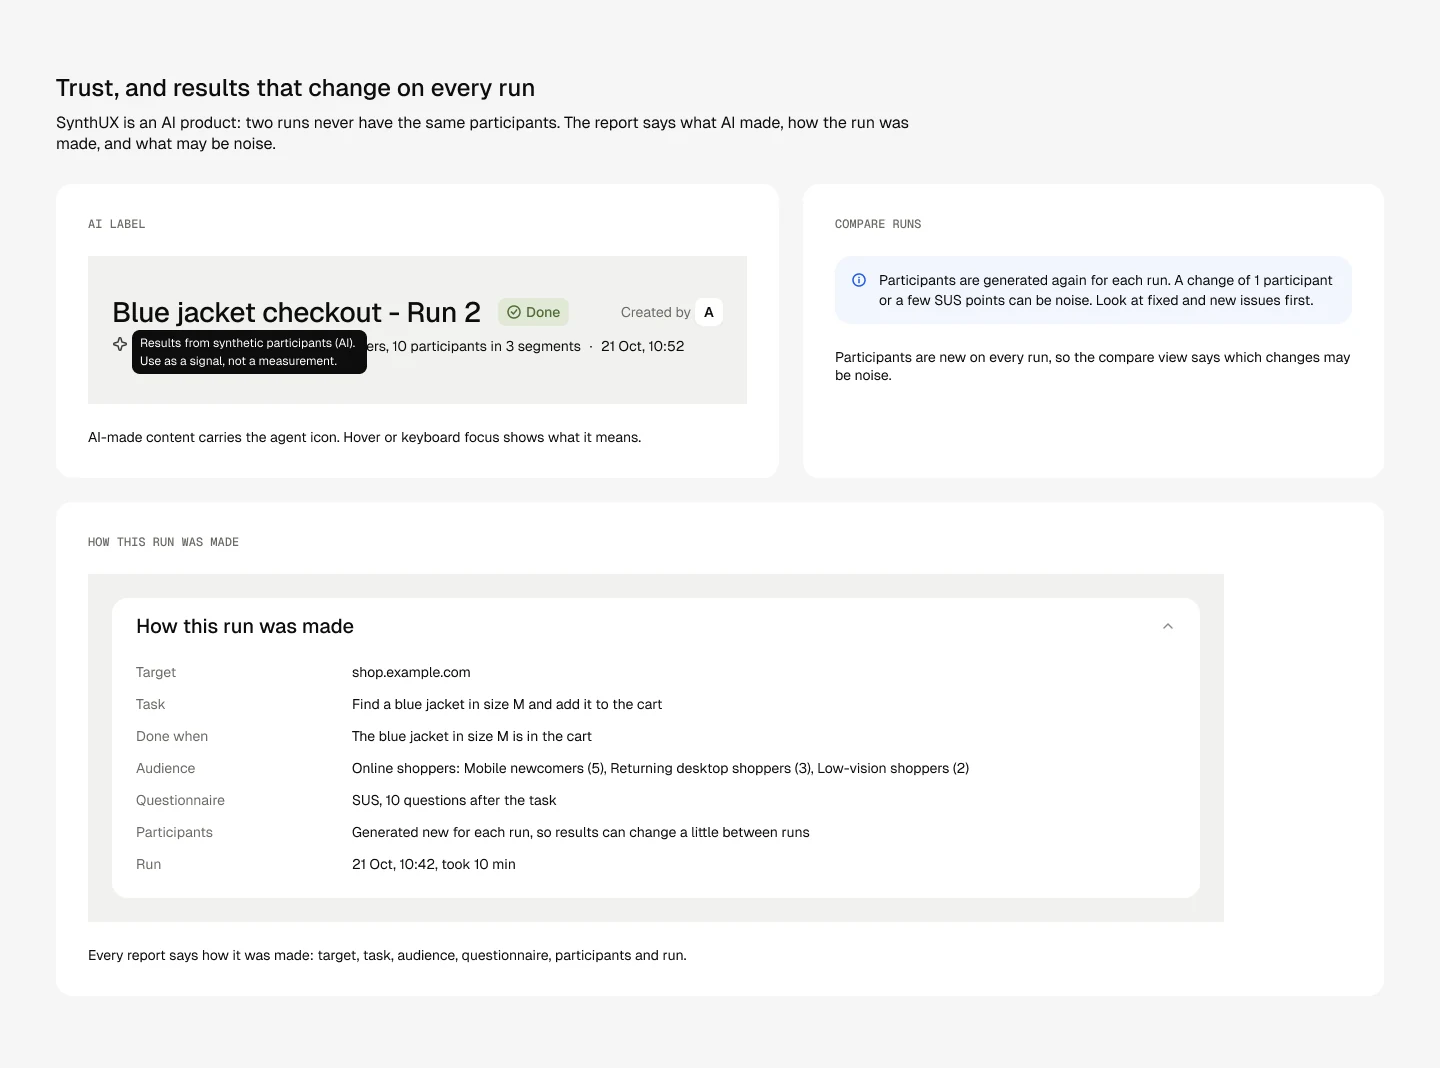 Trust, and results that change on every run
SynthUX is an AI product: two runs never have the same participants. The report says what AI made, how the run was
made, and what may be noise.
AI LABEL
Blue jacket checkout - Run 2
Done
Created by A
Results from synthetic participants (AI).
Use as a signal, not a measurement.
10 participants in 3 segments · 21 Oct, 10:52
AI-made content carries the agent icon. Hover or keyboard focus shows what it means.
COMPARE RUNS
Participants are generated again for each run. A change of 1 participant
or a few SUS points can be noise. Look at fixed and new issues first.
Participants are new on every run, so the compare view says which changes may
be noise.
HOW THIS RUN WAS MADE
How this run was made
Target shop.example.com
Task Find a blue jacket in size M and add it to the cart
Done when The blue jacket in size M is in the cart
Audience Online shoppers: Mobile newcomers (5), Returning desktop shoppers (3), Low-vision shoppers (2)
Questionnaire SUS, 10 questions after the task
Participants Generated new for each run, so results can change a little between runs
Run 21 Oct, 10:42, took 10 min
Every report says how it was made: target, task, audience, questionnaire, participants and run.